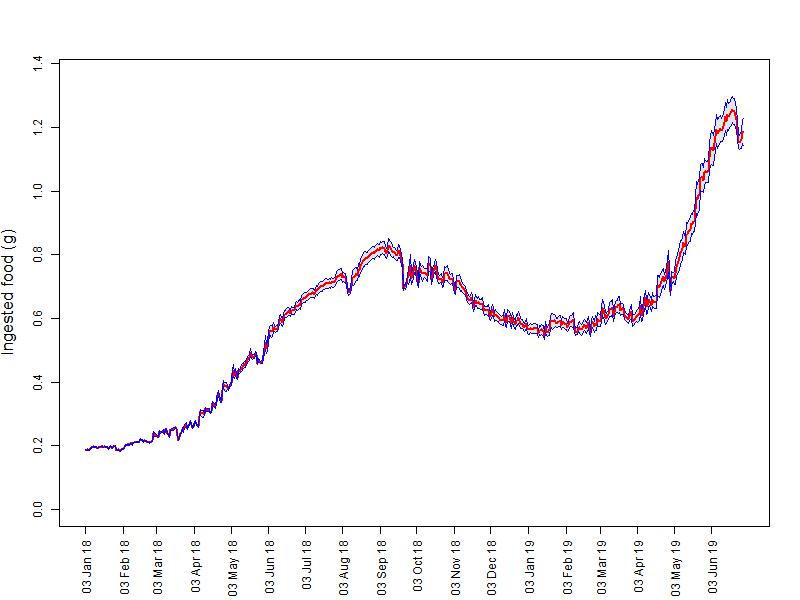 Ingested food (g)
1.4
1.2
1.0
0.8
0.6
0.4
0.2
0.0
03 Jan 18
03 Feb 18
03 Mar 18
03 Apr 18
03 May 18
03 Jun 18
03 Jul 18
03 Aug 18
03 Sep 18
03 Oct 18
03 Nov 18
03 Dec 18
03 Jan 19
03 Feb 19
03 Mar 19
03 Apr 19
03 May 19
03 Jun 19